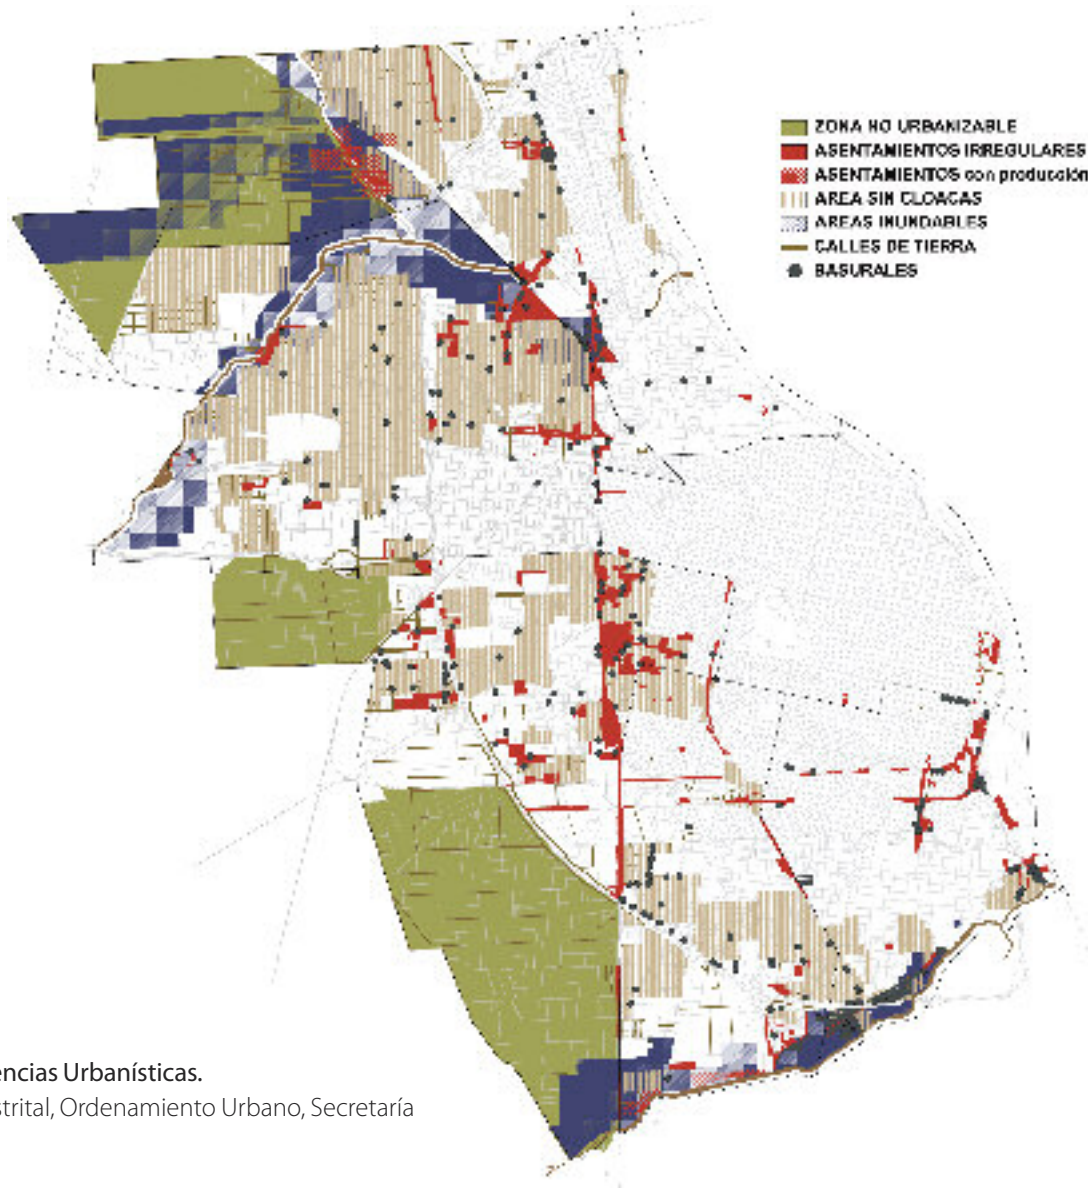 ZONA NO URBANIZABLE
ASENTAMIENTOS IRREGULARES
ASENTAMIENTOS con producción
AREA SIN CLOACAS
AREAS INUNDABLES
CALLES DE TIERRA
BASURALES
encias Urbanísticas.
strital, Ordenamiento Urbano, Secretaría